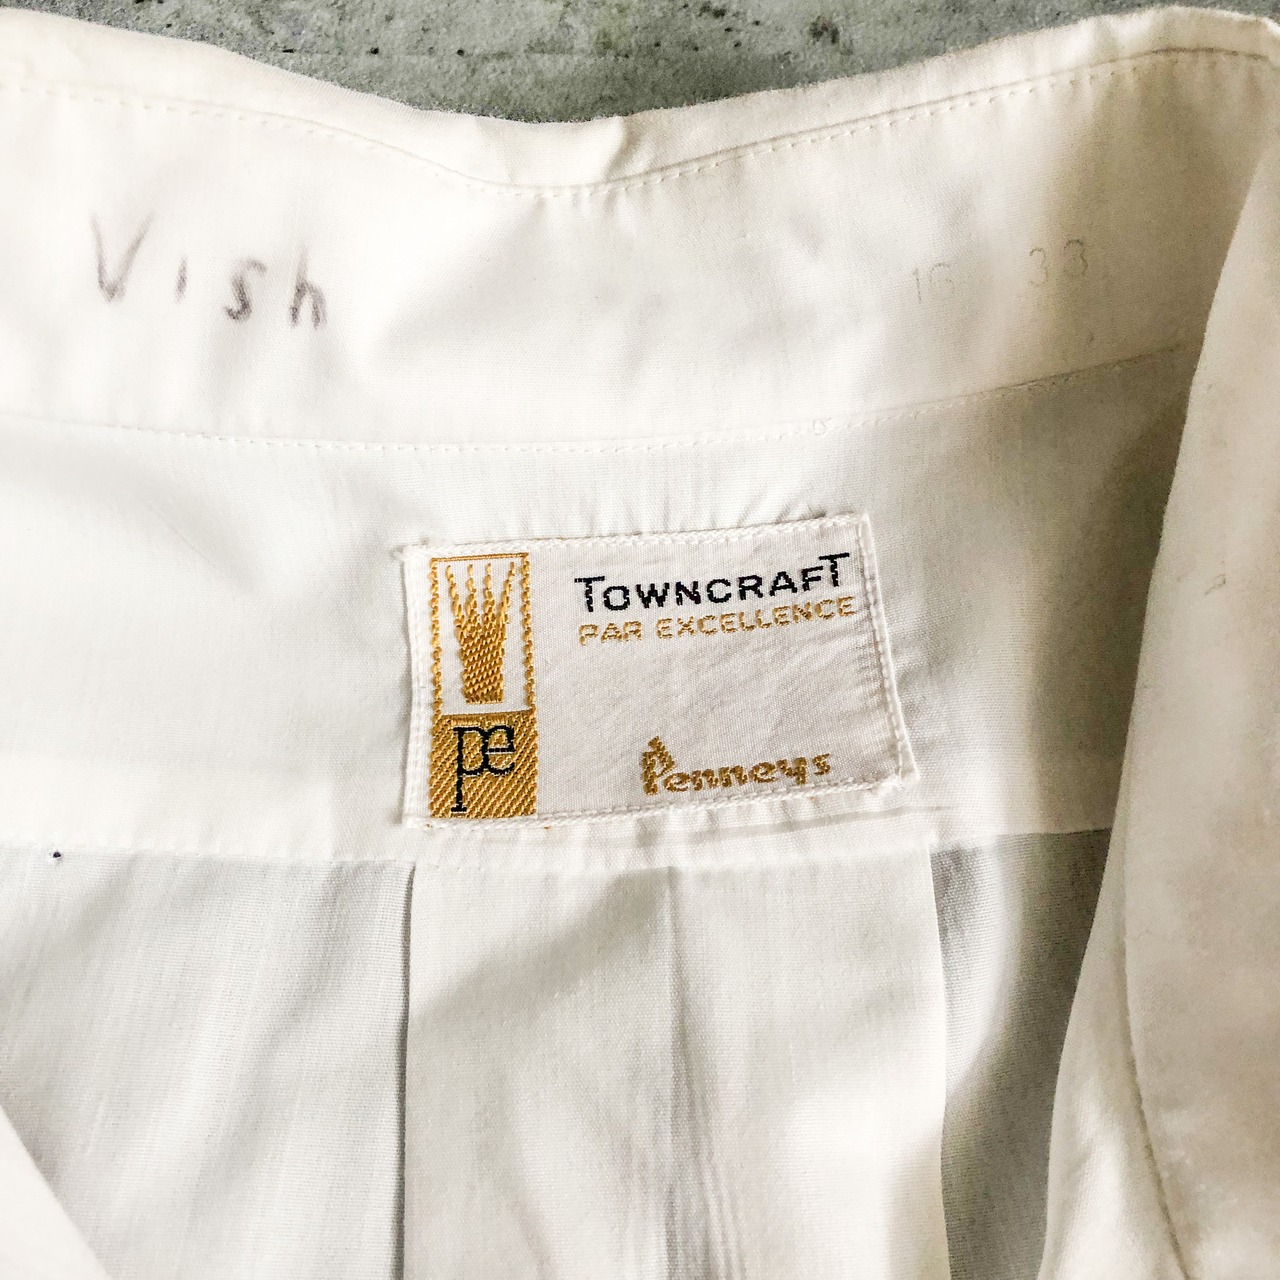 Vish
16 33
TOWNCRAFT
PAR EXCELLENCE
pe
Penneys